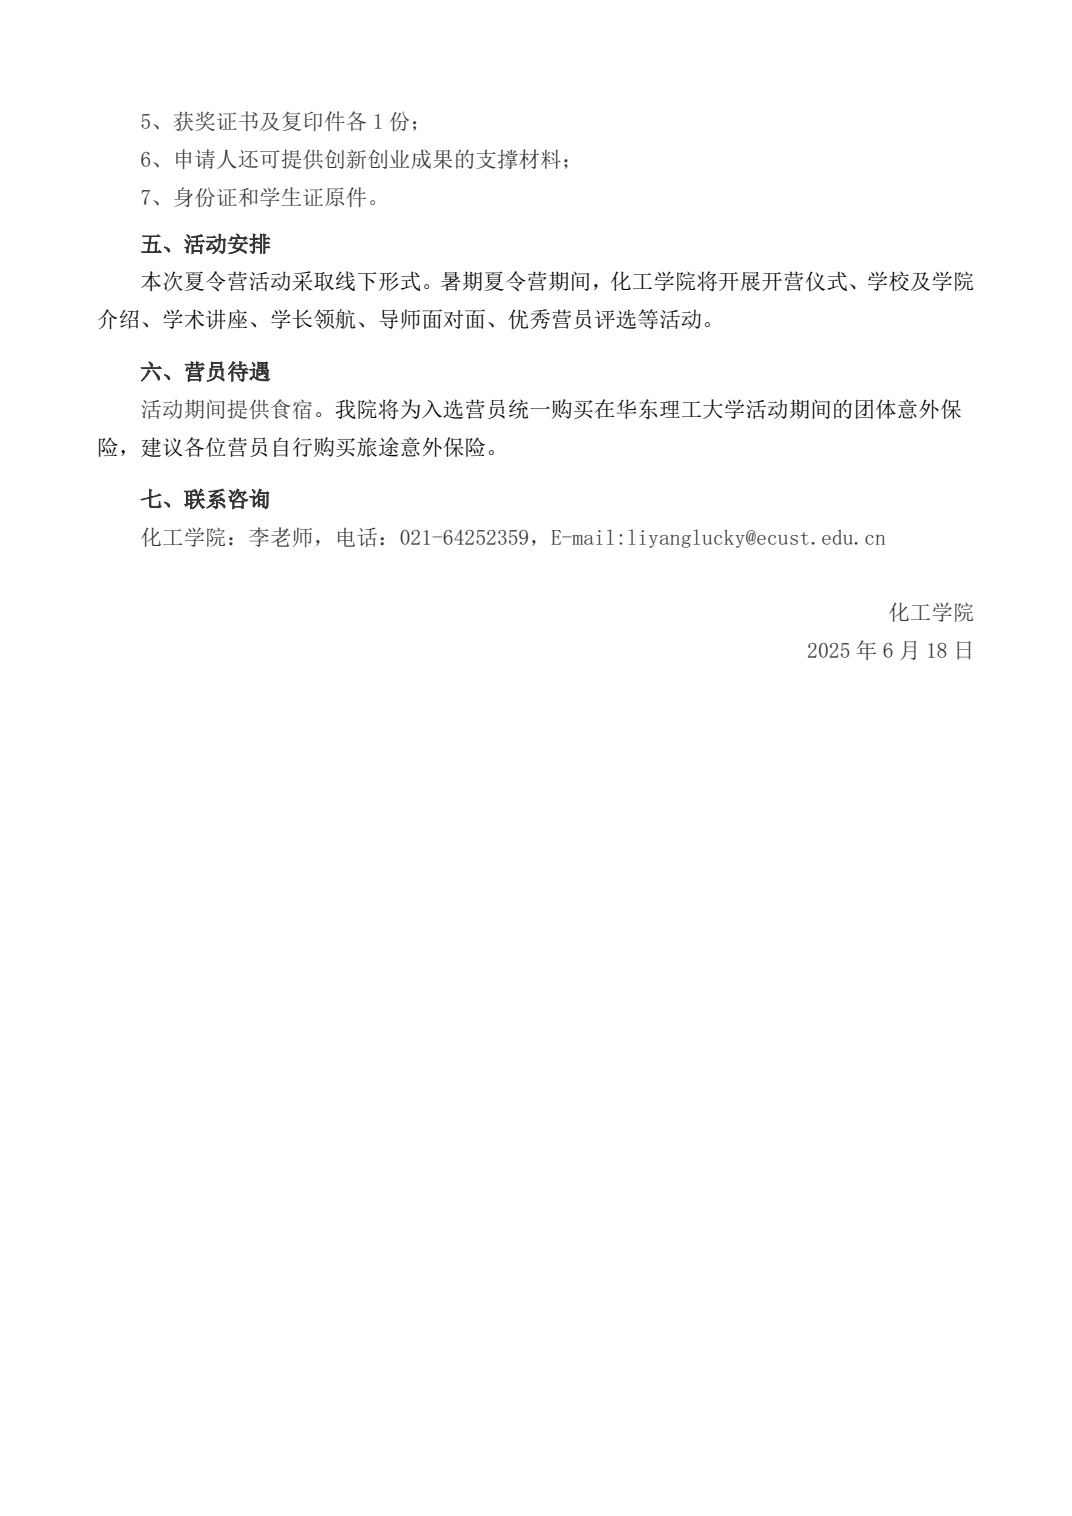 5、获奖证书及复印件各 1 份；
6、申请人还可提供创新创业成果的支撑材料；
7、身份证和学生证原件。
五、活动安排
本次夏令营活动采取线下形式。暑期夏令营期间，化工学院将开展开营仪式、学校及学院
介绍、学术讲座、学长领航、导师面对面、优秀营员评选等活动。
六、营员待遇
活动期间提供食宿。我院将为入选营员统一购买在华东理工大学活动期间的团体意外保
险，建议各位营员自行购买旅途意外保险。
七、联系咨询
化工学院：李老师，电话：021-64252359，E-mail:liyanglucky@ecust.edu.cn
化工学院
2025 年 6 月 18 日